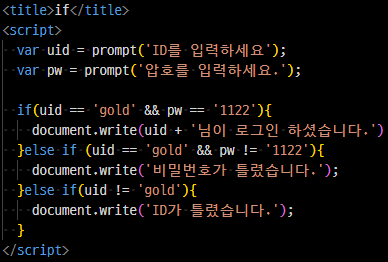 <title>if</title>
<script>
var uid = prompt('ID를 입력하세요');
var pw = prompt('압호를 입력하세요.');
if(uid == 'gold' && pw == '1122'){
document.write(uid + '님이 로그인 하셨습니다.')
}else if (uid == 'gold' && pw != '1122'){
document.write('비밀번호가 틀렸습니다.');
}else if(uid != 'gold'){
document.write('ID가 틀렸습니다.');
}
</script>